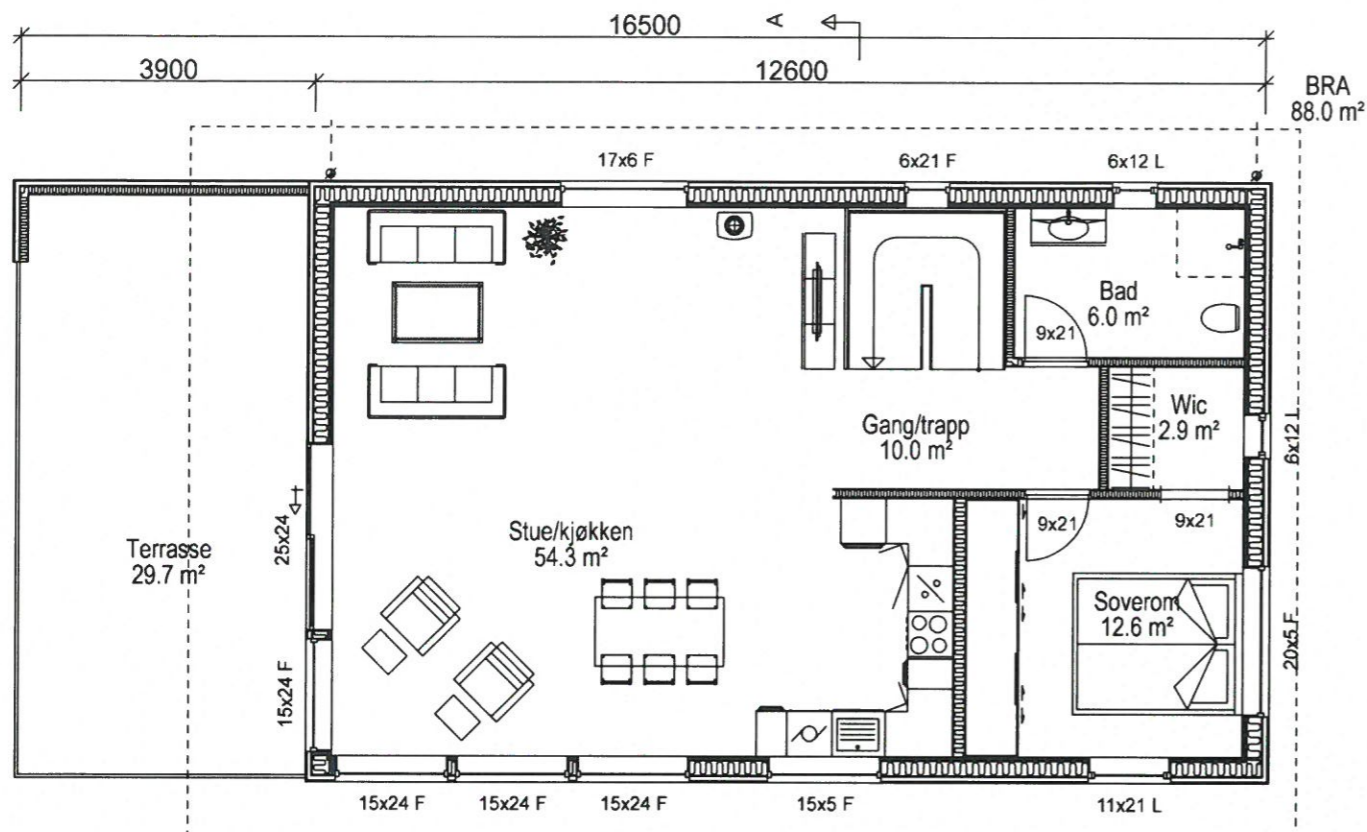 16500
A
3900
12600
BRA
88.0 m²
17x6 F
6x21 F
6x12 L
Bad
6.0 m²
9x21
Wic
2.9 m²
6x12 L
Gang/trapp
10.0 m²
Stue/kjøkken
54.3 m²
25x24
Terrasse
29.7 m²
9x21
9x21
Soverom
12.6 m²
20x5 F
15x24 F
15x24 F
15x24 F
15x24 F
15x5 F
11x21 L